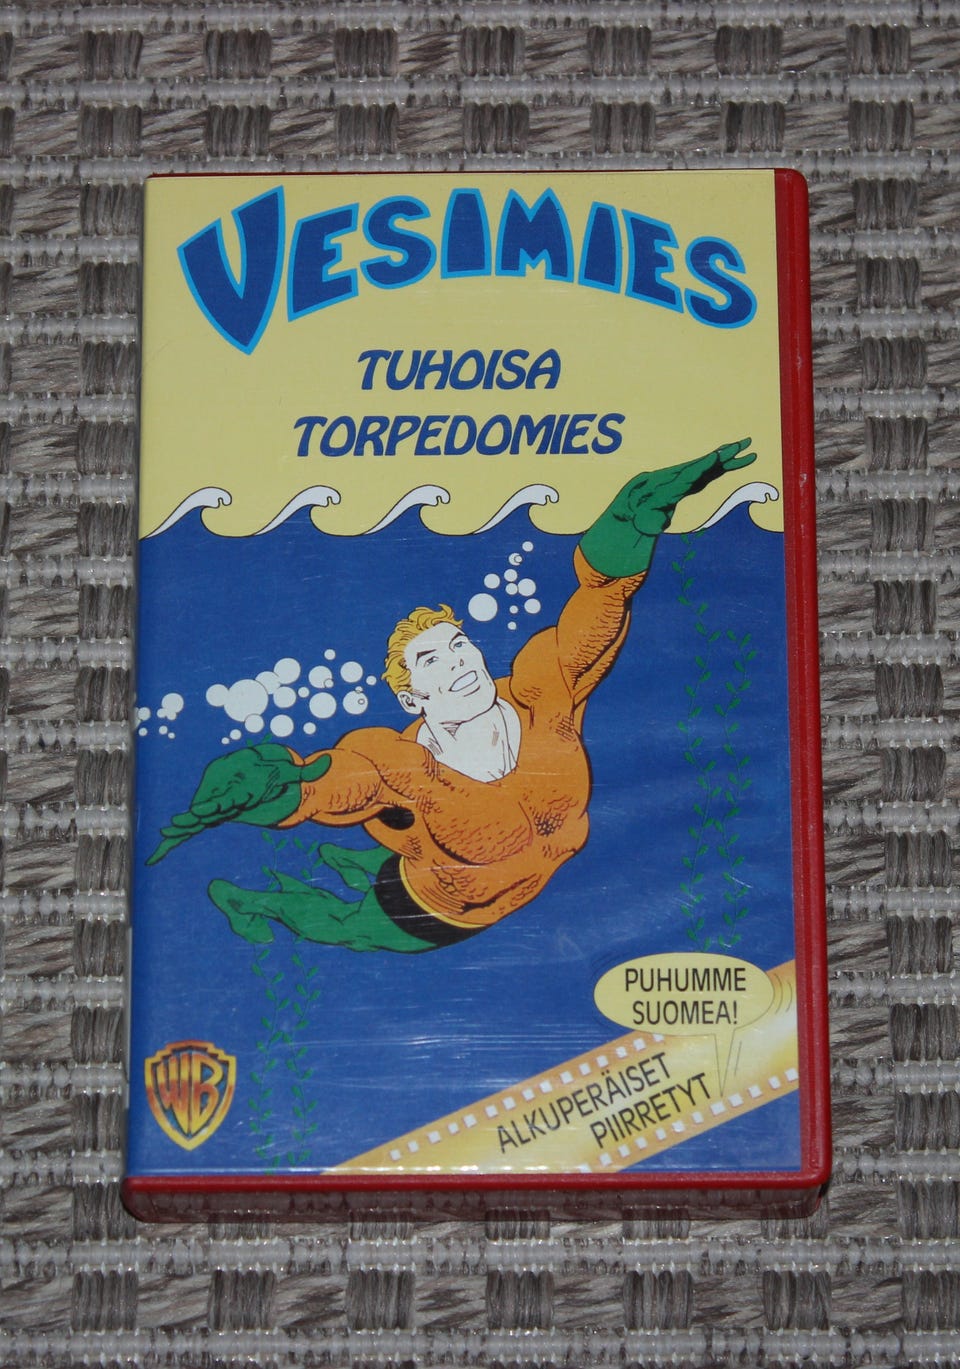 VESIMIES
TUHOISA
TORPEDOMIES
PUHUMME
SUOMEA!
ALKUPERÄISET
PIIRRETYT
WB